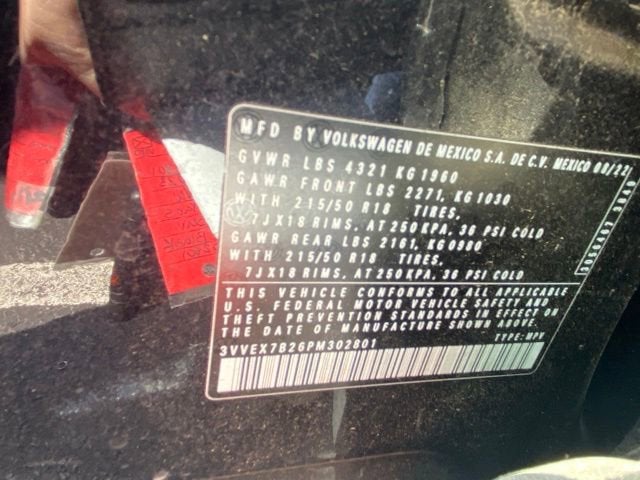 MFD BY VOLKSWAGEN DE MEXICO S.A. DE C.V. MEXICO 08/22
GVWR LBS 4321 KG 1960
GAWR FRONT LBS 2271, KG 1030
WITH 215/50 R18 TIRES,
7JX18 RIMS, AT 250 KPA, 36 PSI COLD
GAWR REAR LBS 2161, KG 0980
WITH 215/50 R18 TIRES,
7JX18 RIMS, AT 250 KPA, 36 PSI COLD
THIS VEHICLE CONFORMS TO ALL APPLICABLE
U.S. FEDERAL MOTOR VEHICLE SAFETY AND
THEFT PREVENTION STANDARDS IN EFFECT ON
THE DATE OF MANUFACTURE SHOWN ABOVE.
3VVEX7B26PM302801 TYPE: MPV